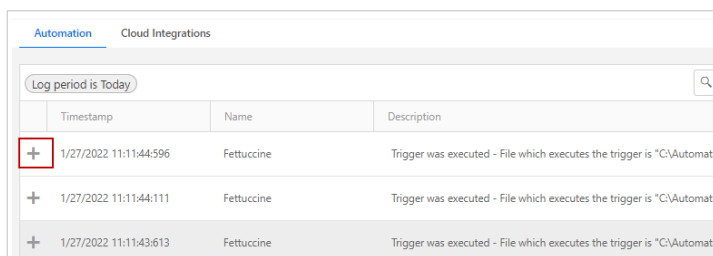 Automation Cloud Integrations
Log period is Today
Timestamp Name Description
1/27/2022 11:11:44:596 Fettuccine Trigger was executed - File which executes the trigger is "C:\Automat
1/27/2022 11:11:44:111 Fettuccine Trigger was executed - File which executes the trigger is "C:\Automat
1/27/2022 11:11:43:613 Fettuccine Trigger was executed - File which executes the trigger is "C:\Automat